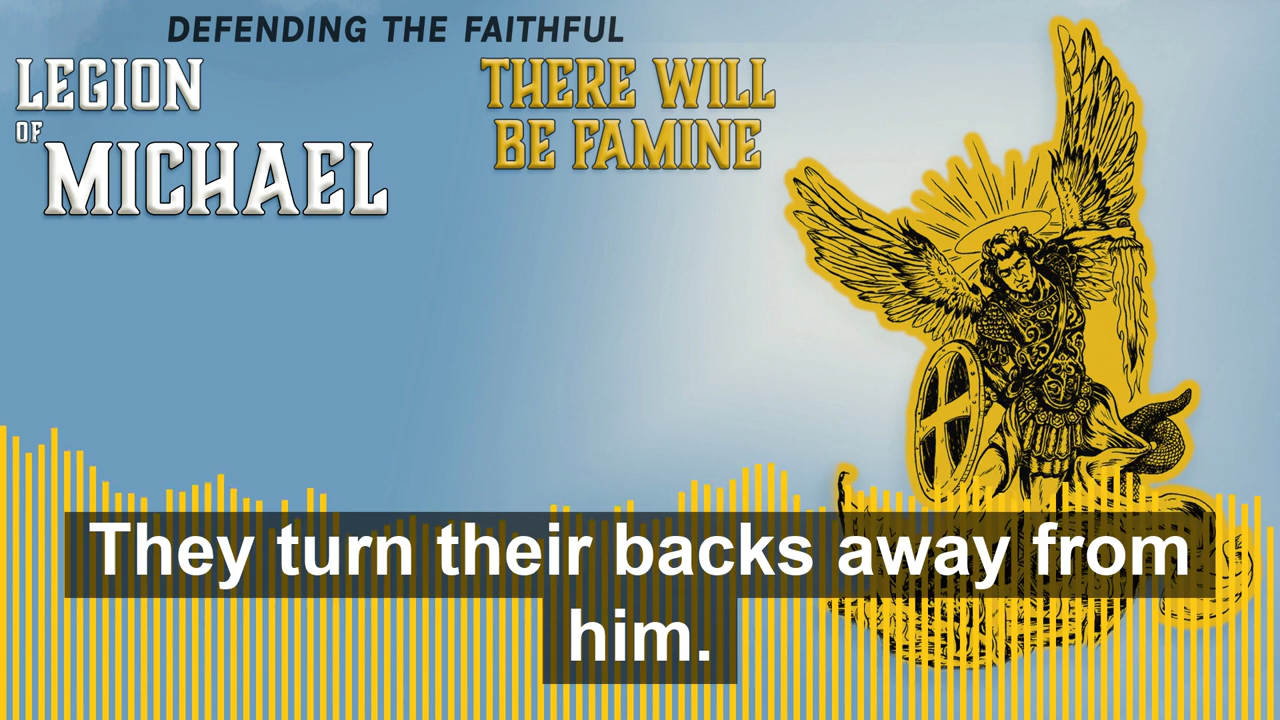 DEFENDING THE FAITHFUL
LEGION
OF
MICHAEL
THERE WILL
BE FAMINE
They turn their backs away from
him.